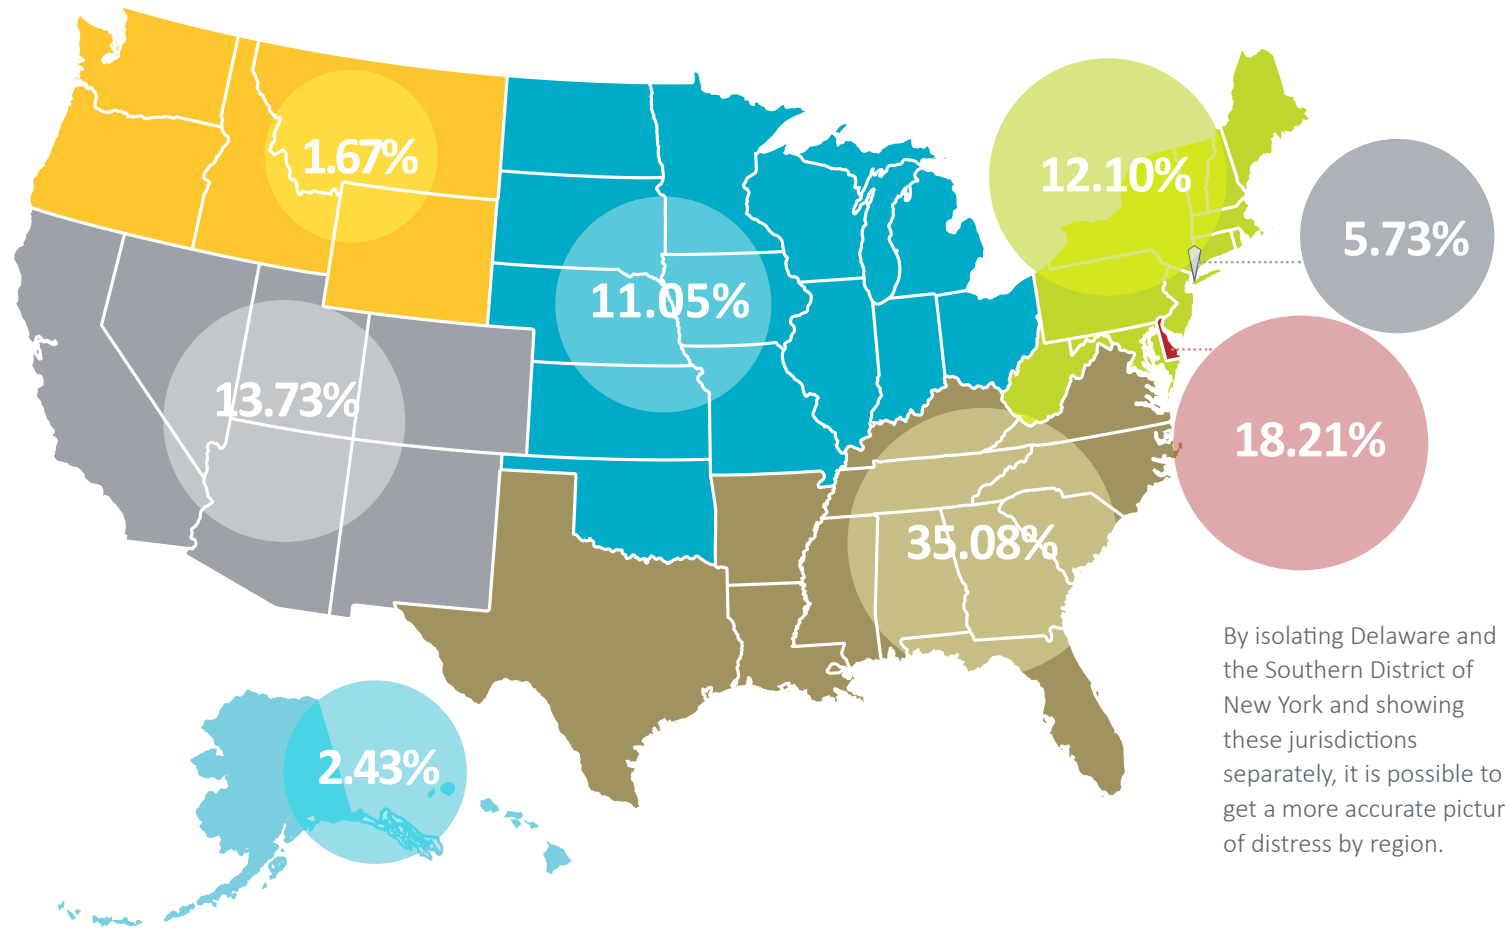 1.67%
12.10%
5.73%
11.05%
13.73%
18.21%
35.08%
2.43%
By isolating Delaware and
the Southern District of
New York and showing
these jurisdictions
separately, it is possible to
get a more accurate pictur
of distress by region.